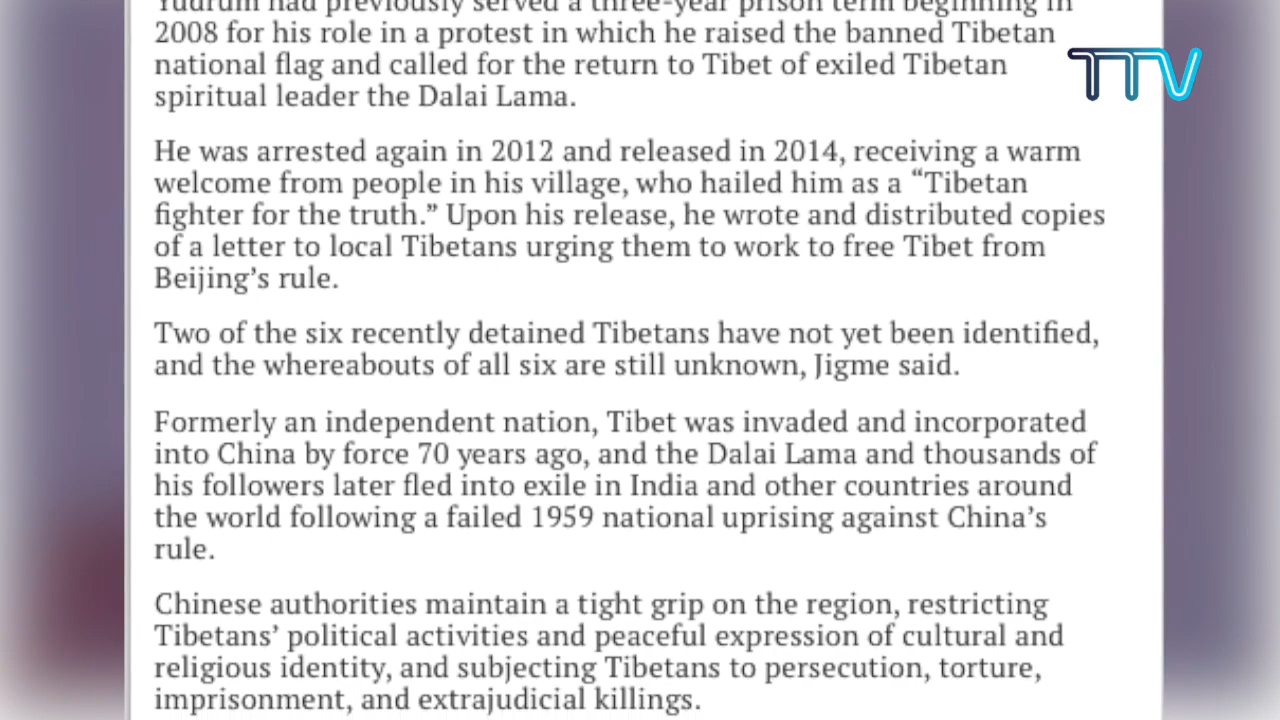 Yudrum had previously served a three-year prison term beginning in
2008 for his role in a protest in which he raised the banned Tibetan
national flag and called for the return to Tibet of exiled Tibetan
spiritual leader the Dalai Lama.
He was arrested again in 2012 and released in 2014, receiving a warm
welcome from people in his village, who hailed him as a “Tibetan
fighter for the truth.” Upon his release, he wrote and distributed copies
of a letter to local Tibetans urging them to work to free Tibet from
Beijing’s rule.
Two of the six recently detained Tibetans have not yet been identified,
and the whereabouts of all six are still unknown, Jigme said.
Formerly an independent nation, Tibet was invaded and incorporated
into China by force 70 years ago, and the Dalai Lama and thousands of
his followers later fled into exile in India and other countries around
the world following a failed 1959 national uprising against China’s
rule.
Chinese authorities maintain a tight grip on the region, restricting
Tibetans’ political activities and peaceful expression of cultural and
religious identity, and subjecting Tibetans to persecution, torture,
imprisonment, and extrajudicial killings.
TTV